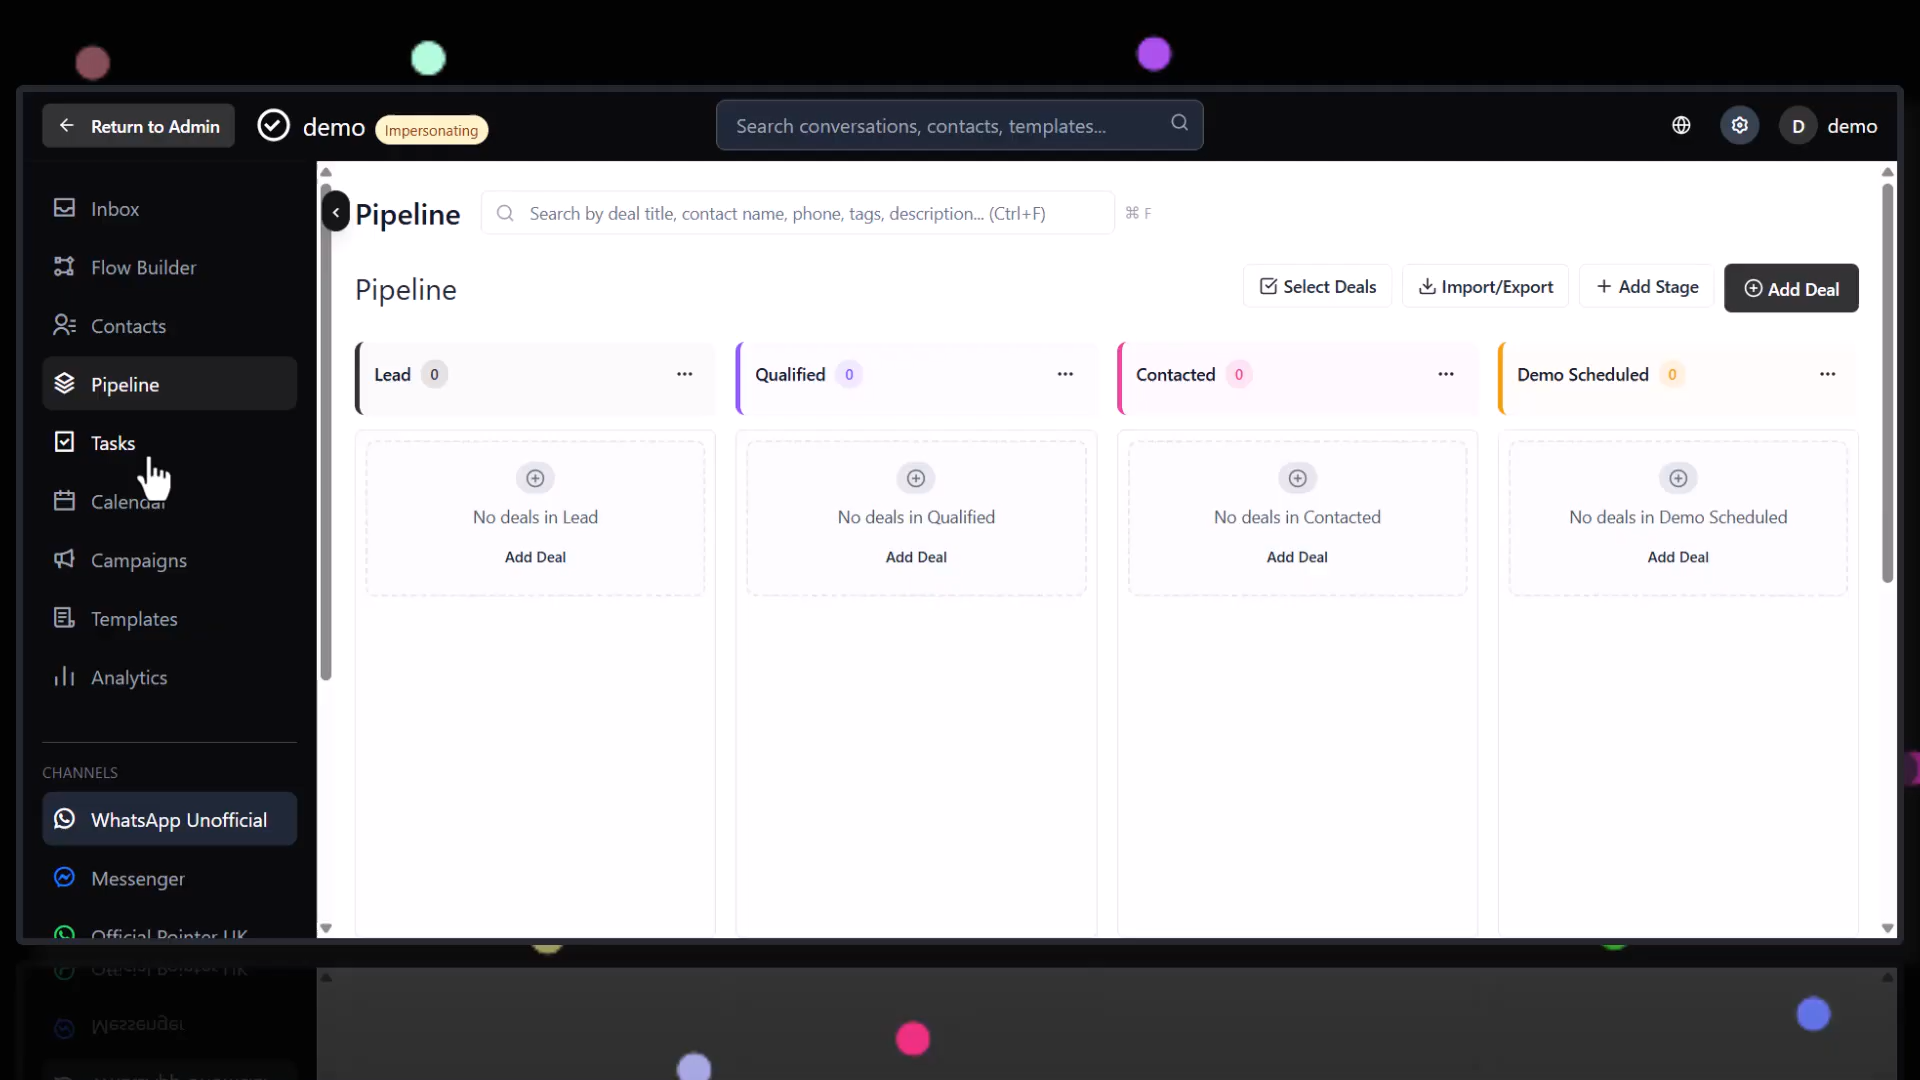 Return to Admin
demo
Impersonating
Search conversations, contacts, templates...
D
demo
Inbox
Flow Builder
Contacts
Pipeline
Tasks
Calendar
Campaigns
Templates
Analytics
CHANNELS
WhatsApp Unofficial
Messenger
Official Pointer UK
Pipeline
Search by deal title, contact name, phone, tags, description... (Ctrl+F)
⌘ F
Pipeline
Select Deals
Import/Export
+ Add Stage
Add Deal
Lead 0
Qualified 0
Contacted 0
Demo Scheduled 0
No deals in Lead
Add Deal
No deals in Qualified
Add Deal
No deals in Contacted
Add Deal
No deals in Demo Scheduled
Add Deal
Official Pointer UK
Messenger